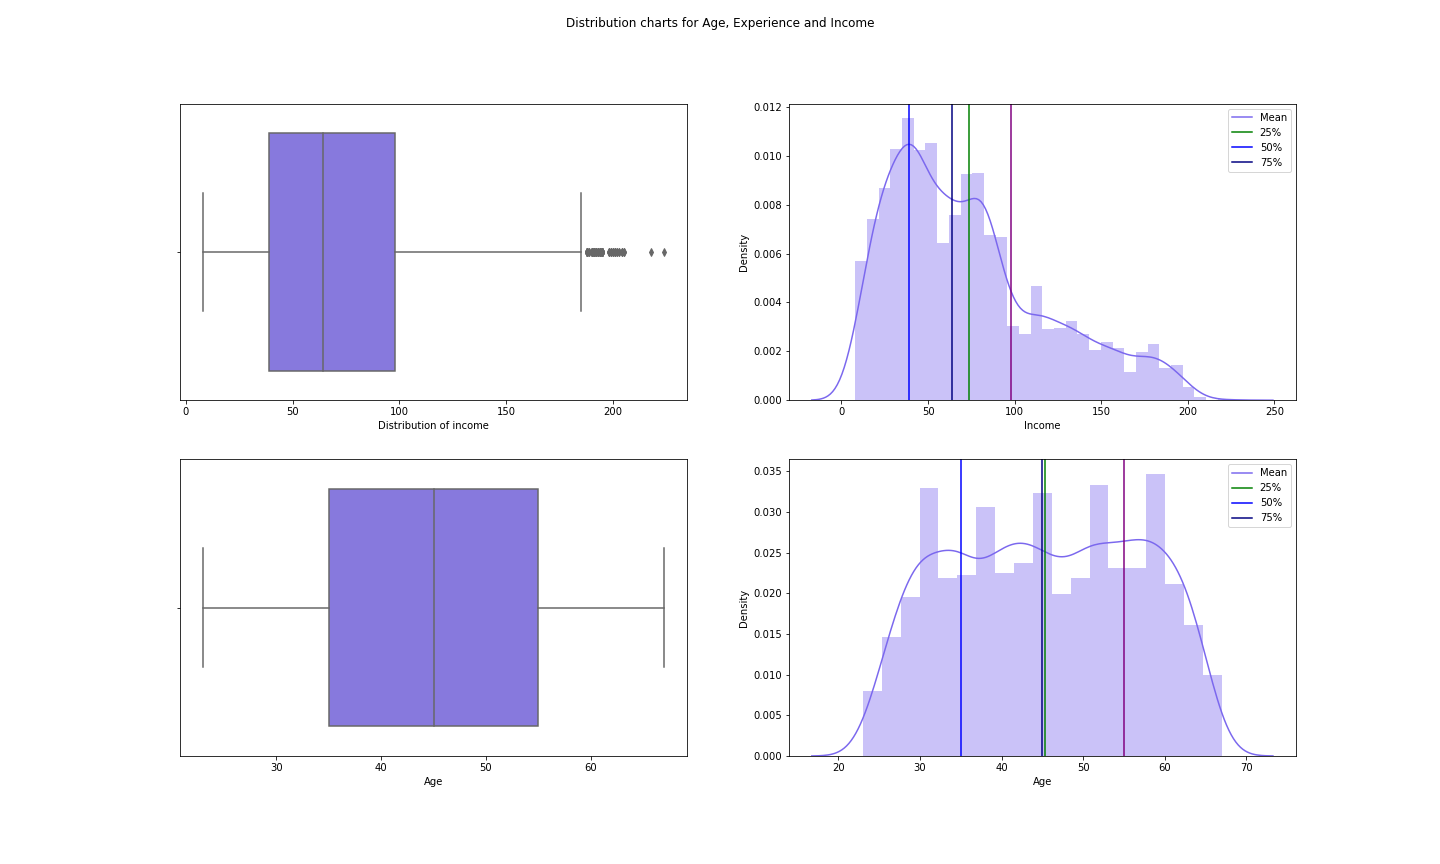 Distribution charts for Age, Experience and Income
0 50 100 150 200
Distribution of income
0.012
0.010
0.008
0.006
0.004
0.002
0.000
Density
Mean
25%
50%
75%
0 50 100 150 200 250
Income
30 40 50 60
Age
0.035
0.030
0.025
0.020
0.015
0.010
0.005
0.000
Density
Mean
25%
50%
75%
20 30 40 50 60 70
Age